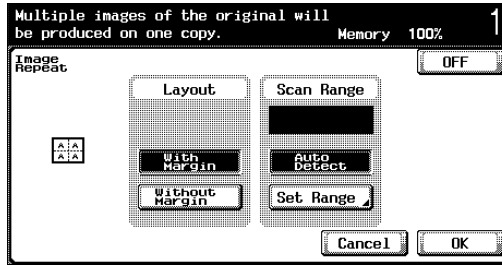 Multiple images of the original will
be produced on one copy.
Memory 100%
1
Image
Repeat
OFF
Layout
Scan Range
A A
A A
With
Margin
Auto
Detect
Without
Margin
Set Range
Cancel
OK